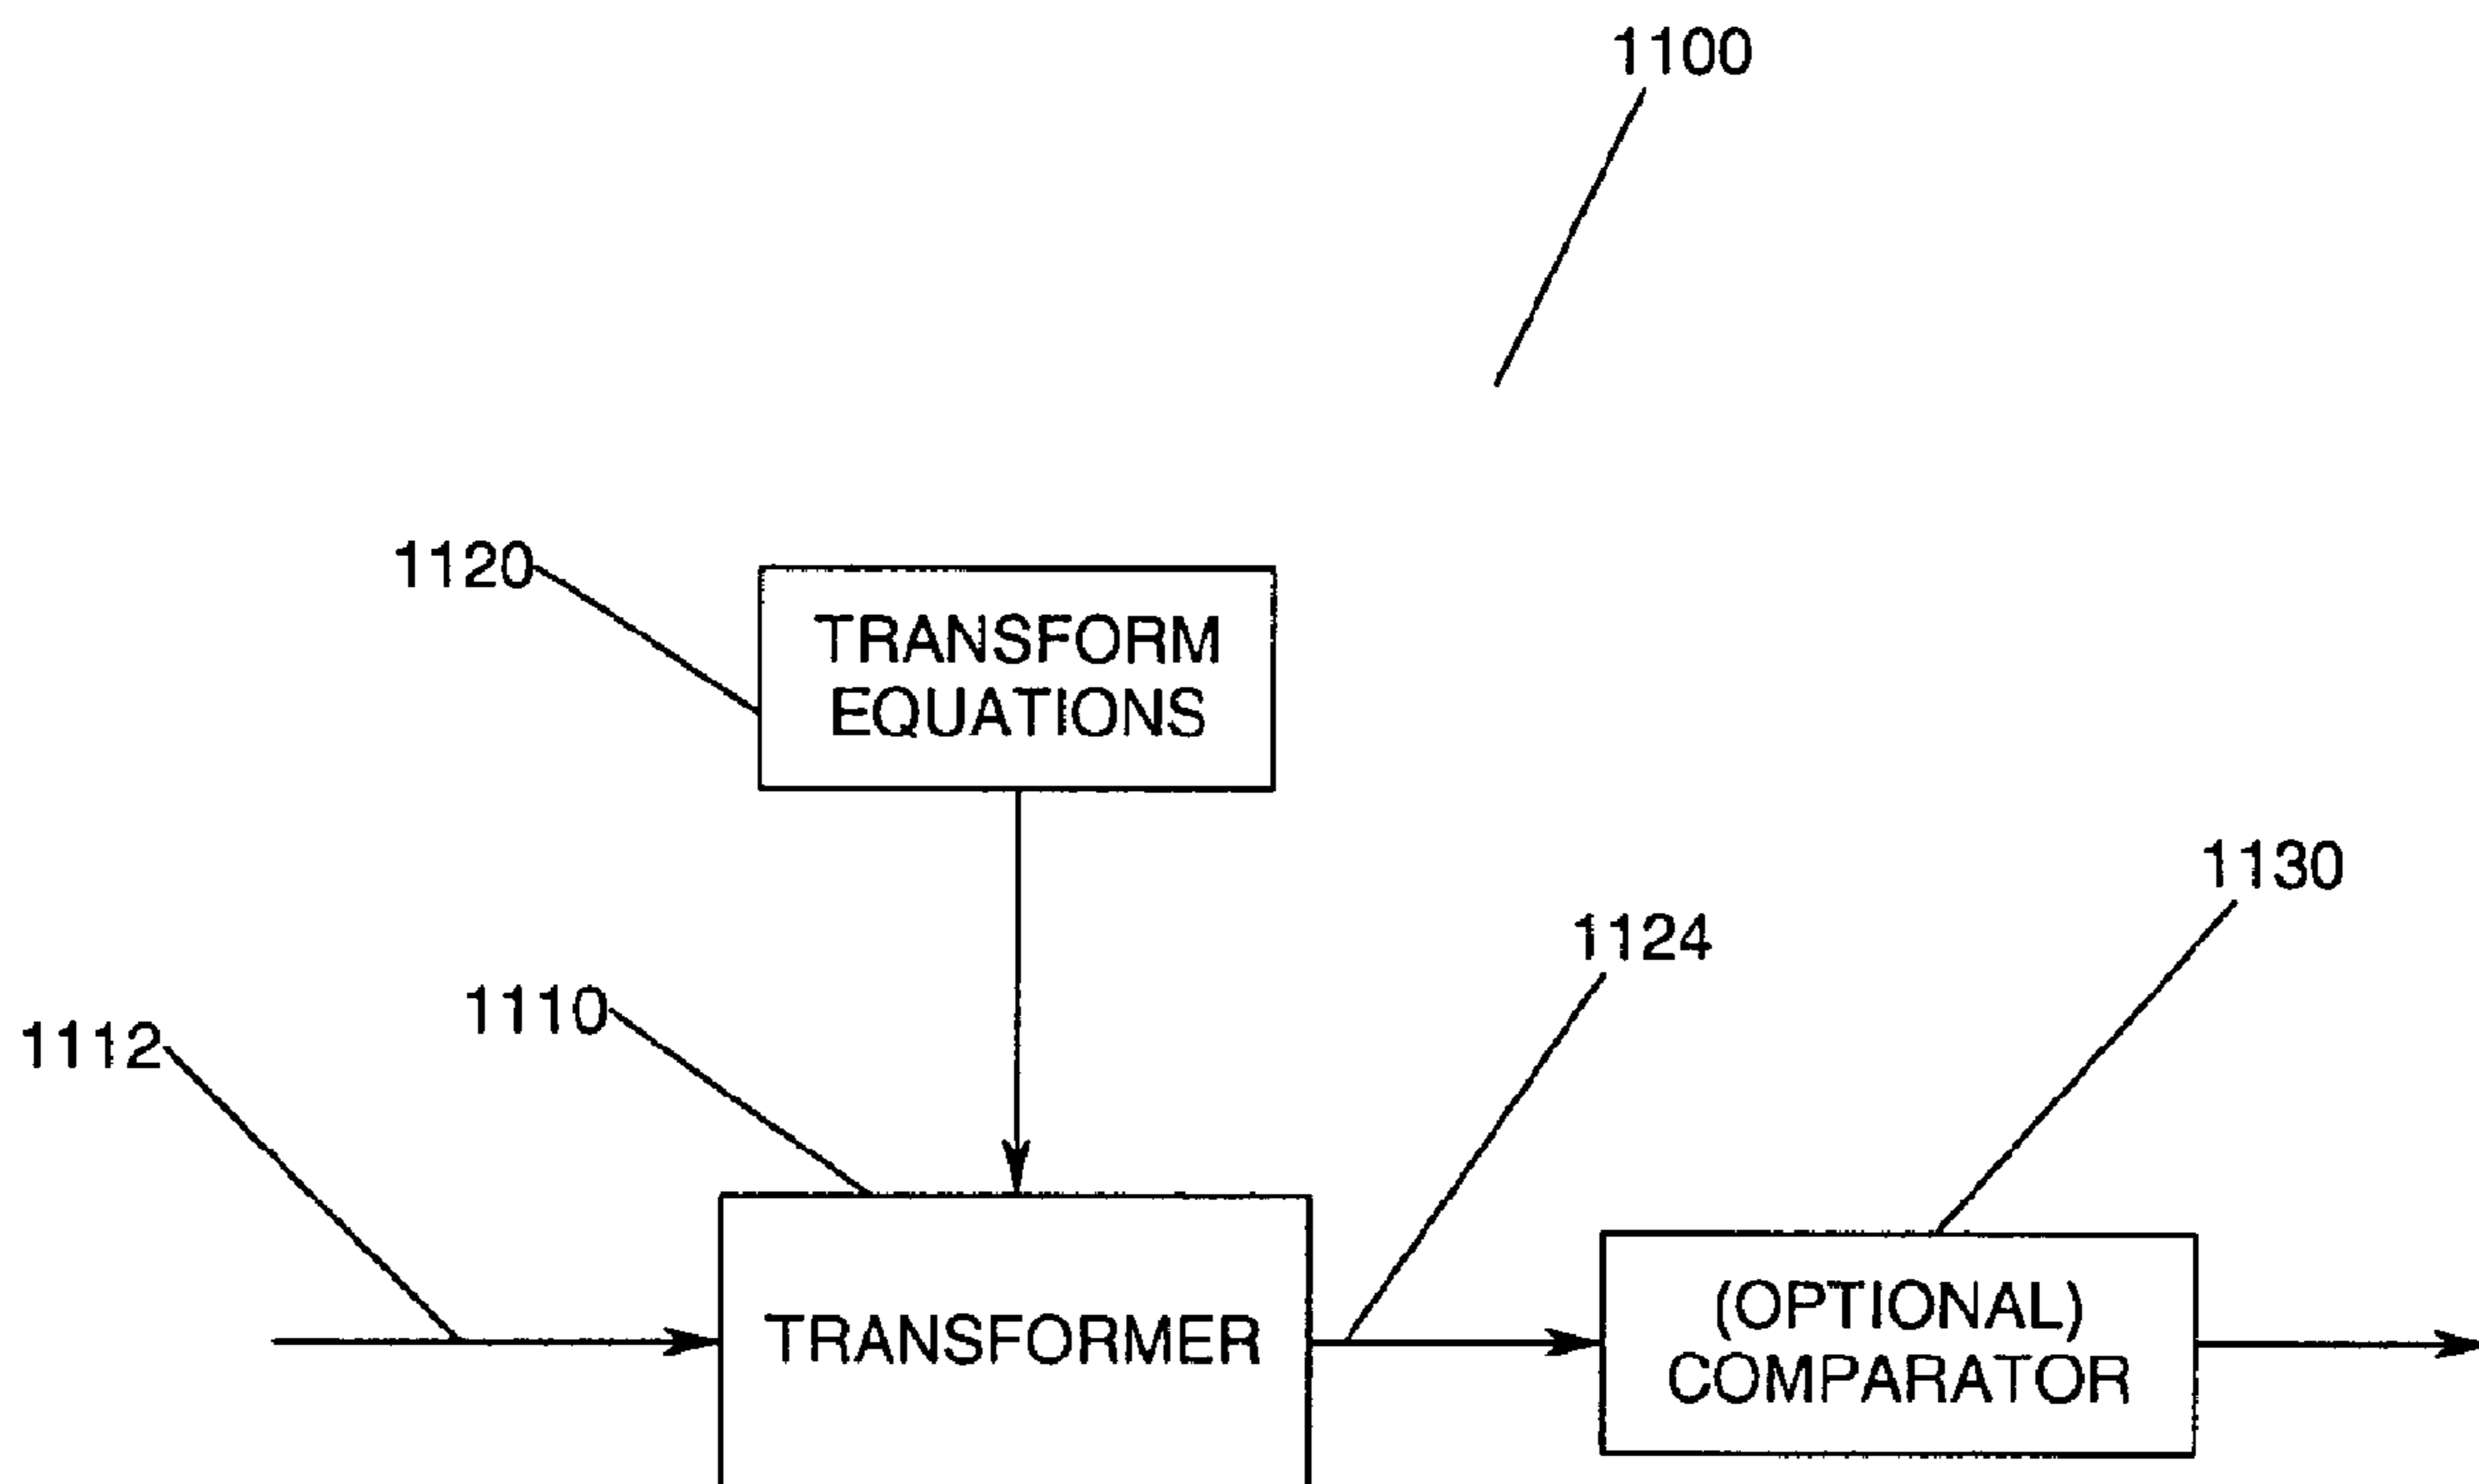 1100
1120
TRANSFORM
EQUATIONS
1130
1124
1110
1112
TRANSFORMER
(OPTIONAL)
COMPARATOR